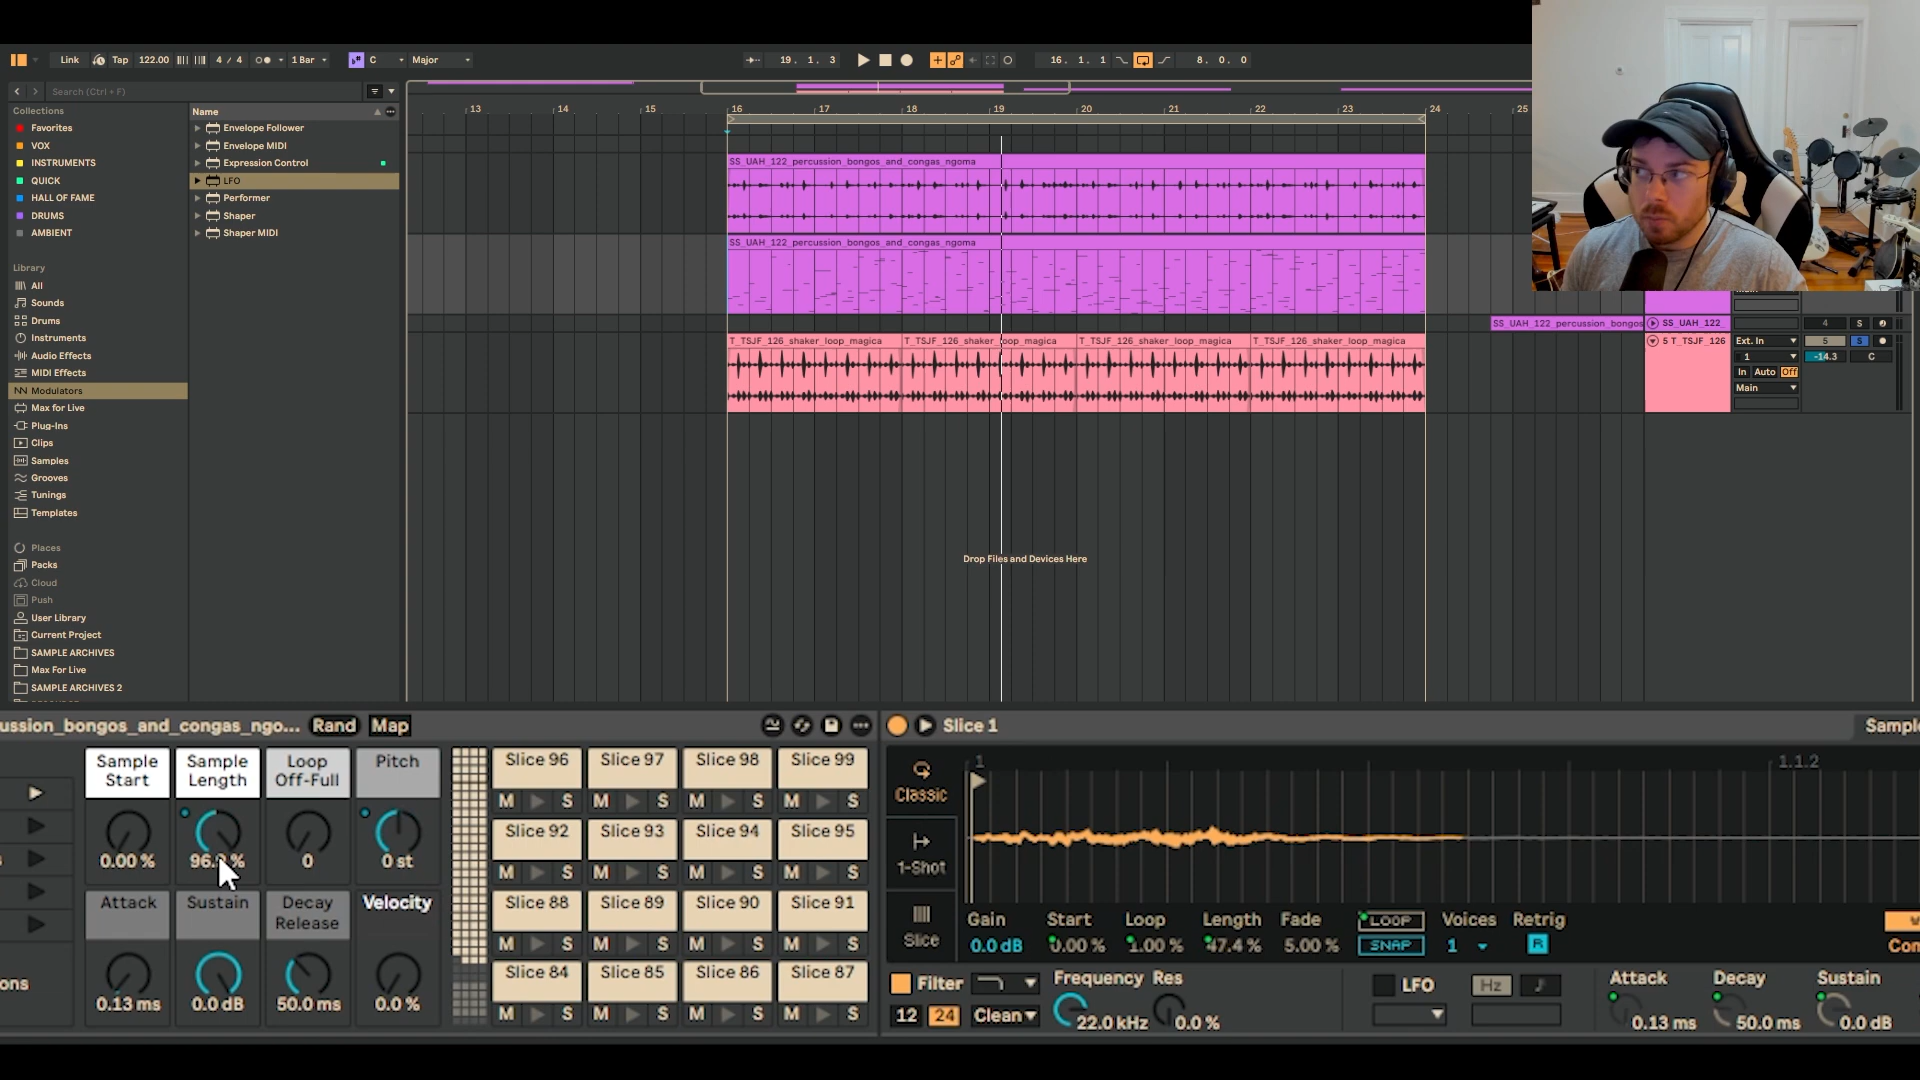 Link Tap 122.00 4 / 4 1 Bar C Major 19. 1. 3 16. 1. 1 8. 0. 0
Search (Ctrl + F)
Collections
Favorites
VOX
INSTRUMENTS
QUICK
HALL OF FAME
DRUMS
AMBIENT
Library
All
Sounds
Drums
Instruments
Audio Effects
MIDI Effects
Modulators
Max for Live
Plug-Ins
Clips
Samples
Grooves
Tunings
Templates
Places
Packs
Cloud
Push
User Library
Current Project
SAMPLE ARCHIVES
Max For Live
SAMPLE ARCHIVES 2
Name
Envelope Follower
Envelope MIDI
Expression Control
LFO
Performer
Shaper
Shaper MIDI
13 14 15 16 17 18 19 20 21 22 23 24 25
SS_UAH_122_percussion_bongos_and_congas_ngoma
SS_UAH_122_percussion_bongos_and_congas_ngoma
SS_UAH_122_percussion_bongos SS_UAH_122_ 4 S
T_TSJF_126_shaker_loop_magica T_TSJF_126_shaker_loop_magica T_TSJF_126_shaker_loop_magica T_TSJF_126_shaker_loop_magica
5 T_TSJF_126 Ext. In 5 S
1 -14.3 C
In Auto Off
Main
Drop Files and Devices Here
ussion_bongos_and_congas_ngo... Rand Map
Sample Start
Sample Length
Loop Off-Full
Pitch
0.00 % 96. % 0 0 st
Attack
Sustain
Decay Release
Velocity
0.13 ms 0.0 dB 50.0 ms 0.0 %
ons
Slice 96 Slice 97 Slice 98 Slice 99
M S M S M S M S
Slice 92 Slice 93 Slice 94 Slice 95
M S M S M S M S
Slice 88 Slice 89 Slice 90 Slice 91
M S M S M S M S
Slice 84 Slice 85 Slice 86 Slice 87
M S M S M S M S
Slice 1 Sample
1 1.1.2
Classic
1-Shot
Slice
Gain Start Loop Length Fade LOOP Voices Retrig
0.0 dB 0.00 % 1.00 % 47.4 % 5.00 % SNAP 1 R
Com
Filter Frequency Res LFO Hz Attack Decay Sustain
12 24 Clean 22.0 kHz 0.0 % 0.13 ms 50.0 ms 0.0 dB